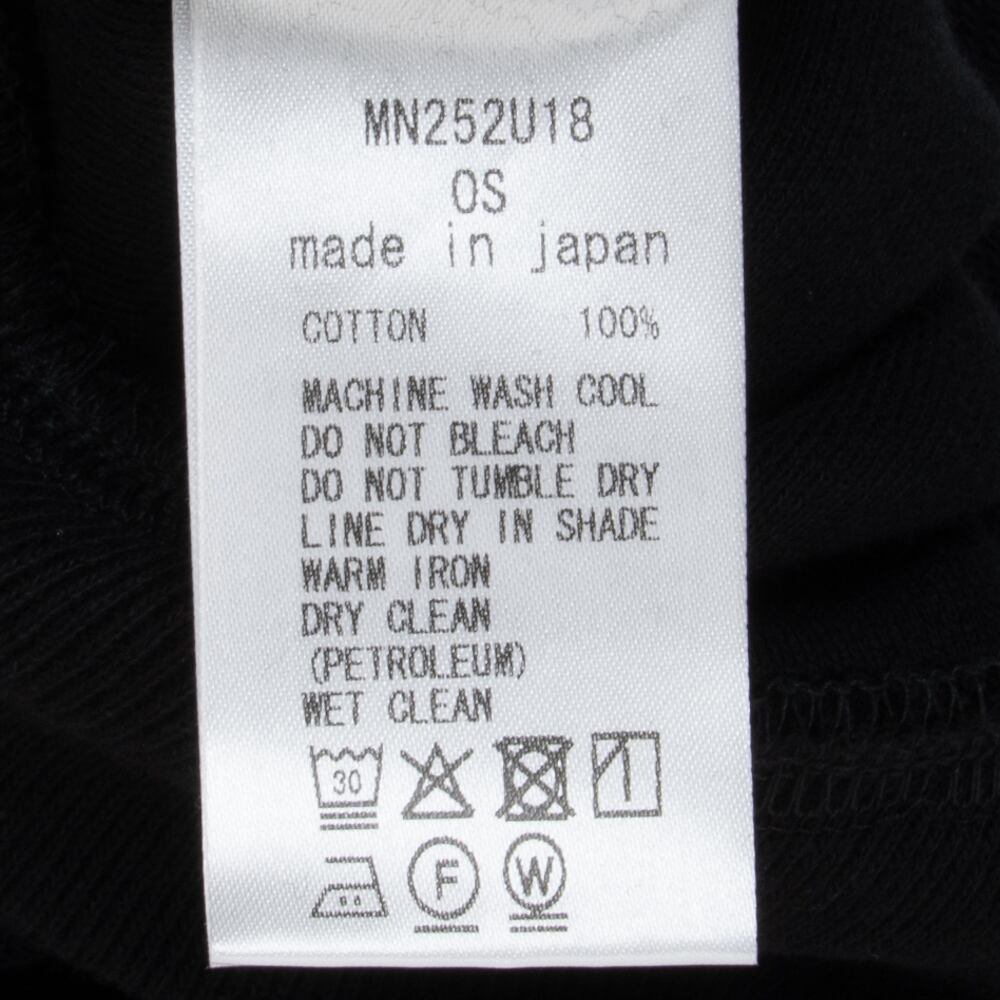 MN252U18
OS
made in japan
COTTON 100%
MACHINE WASH COOL
DO NOT BLEACH
DO NOT TUMBLE DRY
LINE DRY IN SHADE
WARM IRON
DRY CLEAN
(PETROLEUM)
WET CLEAN
30
F W